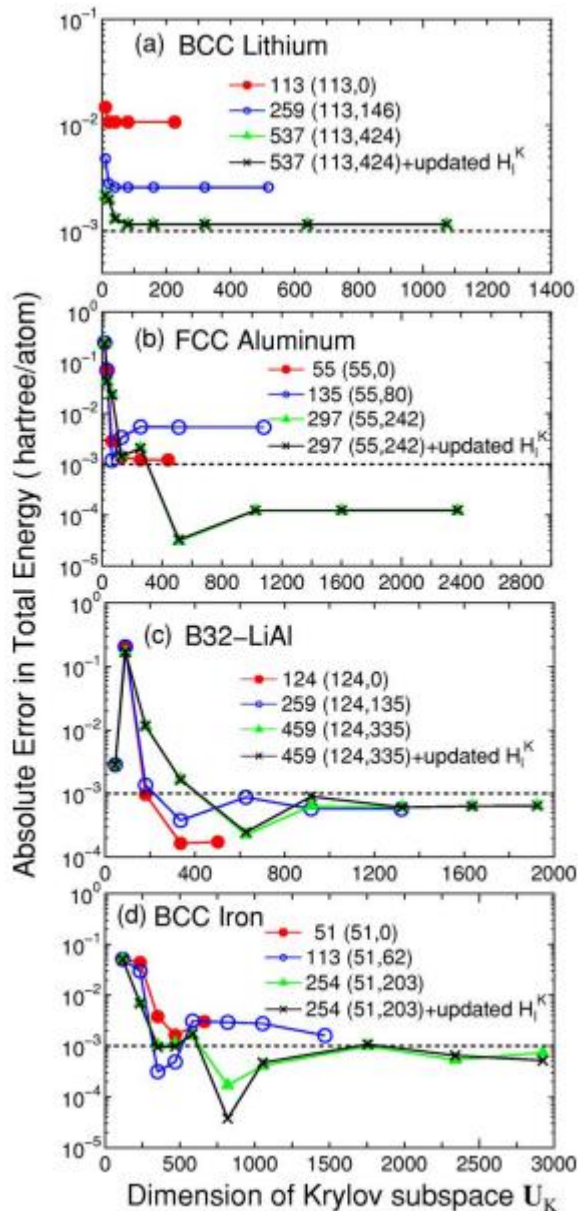 Absolute Error in Total Energy (hartree/atom)
(a) BCC Lithium
113 (113,0)
259 (113,146)
537 (113,424)
537 (113,424)+updated H_I^K
10^-1
10^-2
10^-3
0 200 400 600 800 1000 1200 1400
(b) FCC Aluminum
55 (55,0)
135 (55,80)
297 (55,242)
297 (55,242)+updated H_I^K
10^0
10^-1
10^-2
10^-3
10^-4
10^-5
0 400 800 1200 1600 2000 2400 2800
(c) B32-LiAl
124 (124,0)
259 (124,135)
459 (124,335)
459 (124,335)+updated H_I^K
10^0
10^-1
10^-2
10^-3
10^-4
0 400 800 1200 1600 2000
(d) BCC Iron
51 (51,0)
113 (51,62)
254 (51,203)
254 (51,203)+updated H_I^K
10^0
10^-1
10^-2
10^-3
10^-4
10^-5
0 500 1000 1500 2000 2500 3000
Dimension of Krylov subspace U_K